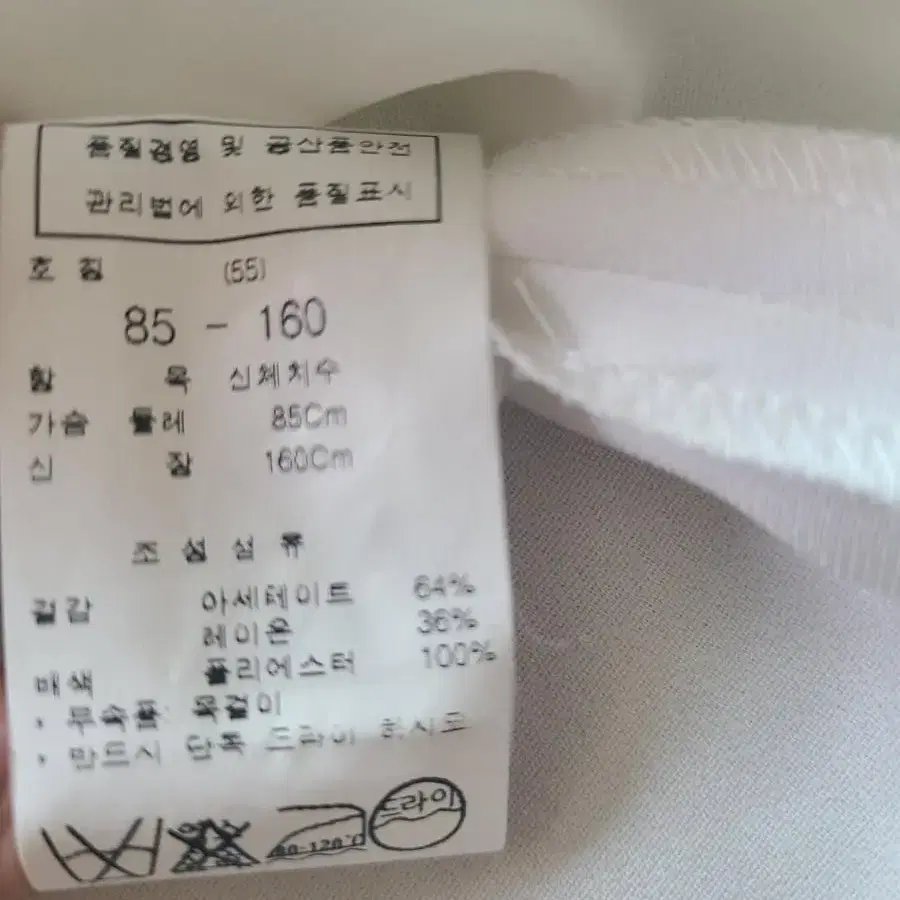 품질경영 및 공산품안전
관리법에 의한 품질표시
호 칭 (55)
85 - 160
항 목 신체치수
가슴 둘레 85Cm
신 장 160Cm
조 성 섬 유
겉감 아세테이트 64%
레이온 36%
배색 폴리에스터 100%
· 부속품: 목걸이
· 반드시 단독 드라이 하시고
80-120℃
드라이